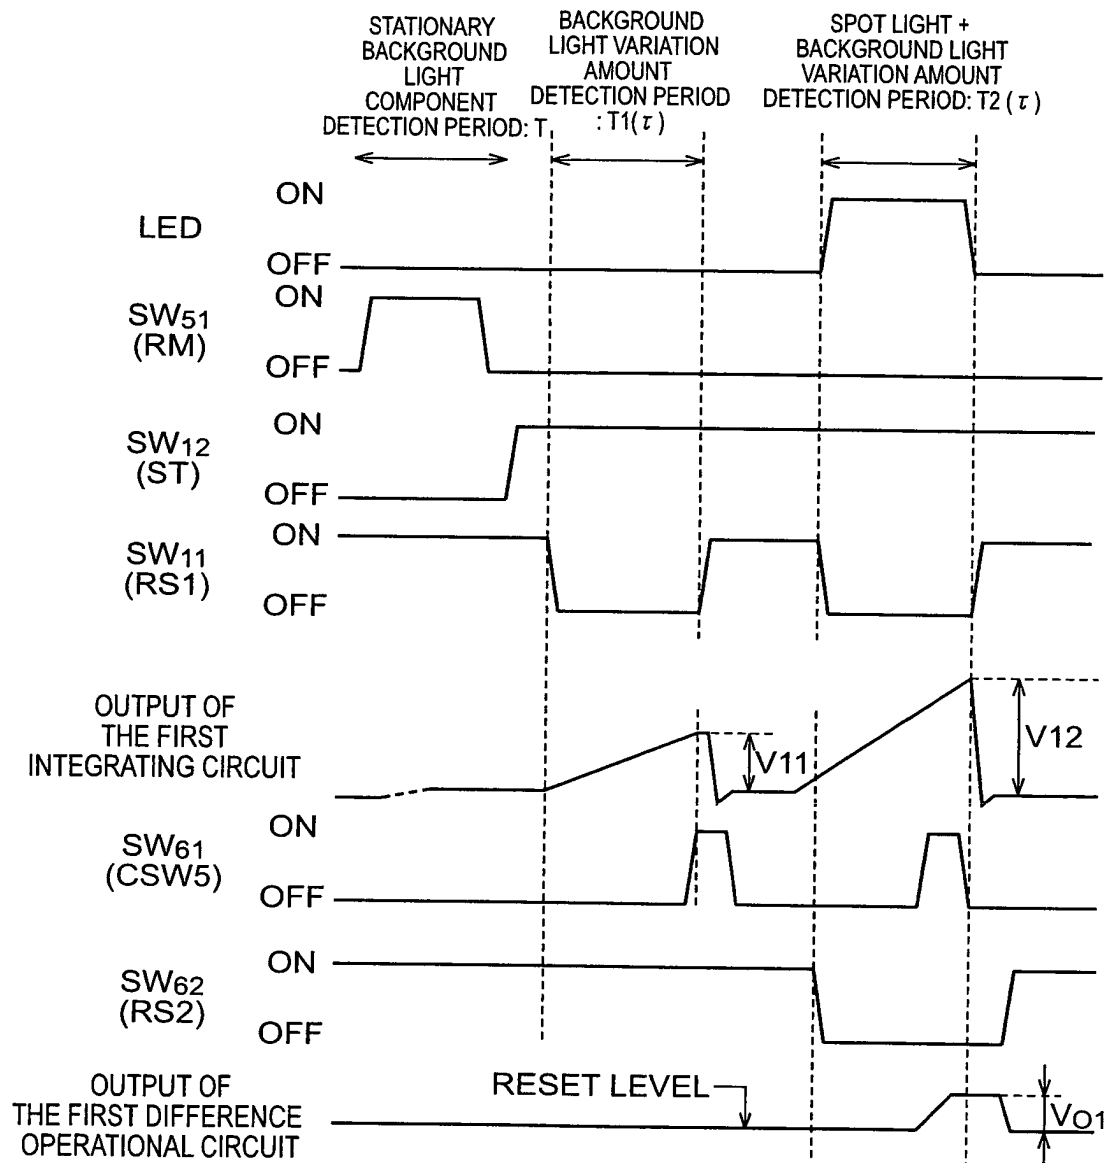 STATIONARY
BACKGROUND
LIGHT
COMPONENT
DETECTION PERIOD: T
BACKGROUND
LIGHT VARIATION
AMOUNT
DETECTION PERIOD
: T1(τ)
SPOT LIGHT +
BACKGROUND LIGHT
VARIATION AMOUNT
DETECTION PERIOD: T2(τ)
LED
ON
OFF
SW51
(RM)
ON
OFF
SW12
(ST)
ON
OFF
SW11
(RS1)
ON
OFF
OUTPUT OF
THE FIRST
INTEGRATING CIRCUIT
V11
V12
SW61
(CSW5)
ON
OFF
SW62
(RS2)
ON
OFF
OUTPUT OF
THE FIRST DIFFERENCE
OPERATIONAL CIRCUIT
RESET LEVEL
VO1